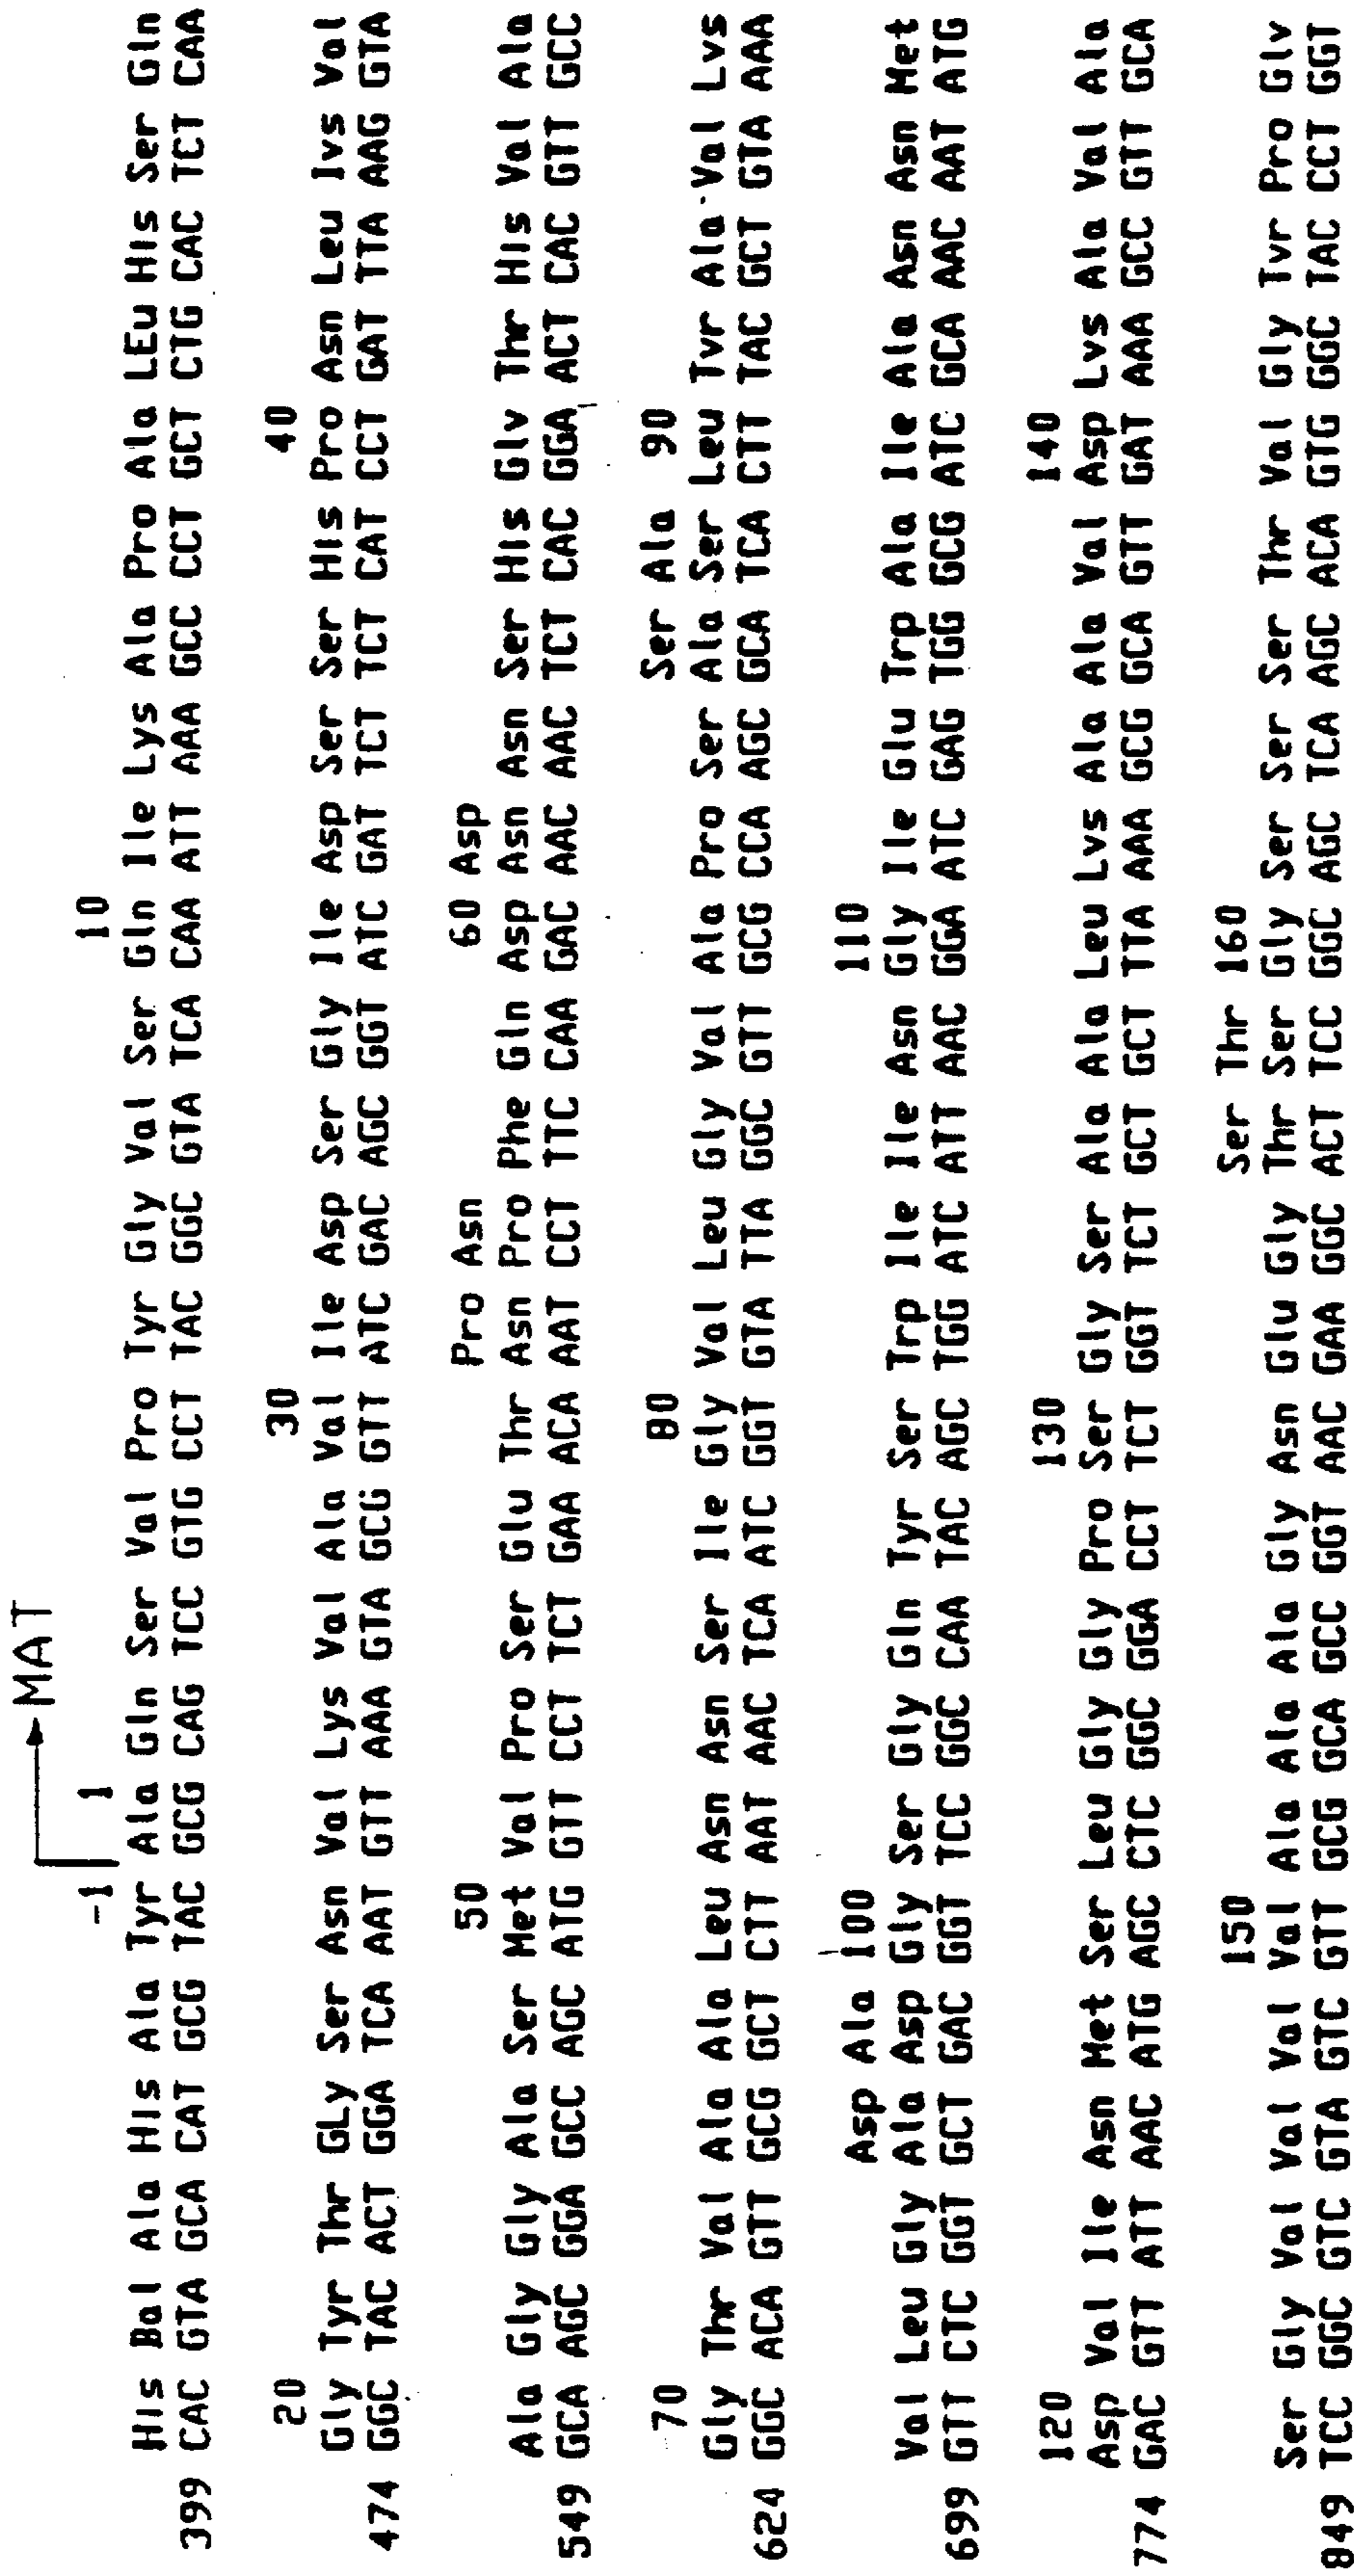 MAT
-1 1 10
His Bal Ala His Ala Tyr Ala Gln Ser Val Pro Tyr Gly Val Ser Gln Ile Lys Ala Pro Ala LEu His Ser Gln
399 CAC GTA GCA CAT GCG TAC GCG CAG TCC GTG CCT TAC GGC GTA TCA CAA ATT AAA GCC CCT GCT CTG CAC TCT CAA
20 30 40
Gly Tyr Thr GLy Ser Asn Val Lys Val Ala Val Ile Asp Ser Gly Ile Asp Ser Ser His Pro Asn Leu Ivs Val
474 GGC TAC ACT GGA TCA AAT GTT AAA GTA GCG GTT ATC GAC AGC GGT ATC GAT TCT TCT CAT CCT GAT TTA AAG GTA
50 Pro Asn 60 Asp
Ala Gly Gly Ala Ser Met Val Pro Ser Glu Thr Asn Pro Phe Gln Asp Asn Asn Ser His Glv Thr His Val Ala
549 GCA AGC GGA GCC AGC ATG GTT CCT TCT GAA ACA AAT CCT TTC CAA GAC AAC AAC TCT CAC GGA ACT CAC GTT GCC
70 80 Ser Ala 90
Gly Thr Val Ala Ala Leu Asn Asn Ser Ile Gly Val Leu Gly Val Ala Pro Ser Ala Ser Leu Tvr Ala Val Lvs
624 GGC ACA GTT GCG GCT CTT AAT AAC TCA ATC GGT GTA TTA GGC GTT GCG CCA AGC GCA TCA CTT TAC GCT GTA AAA
Asp Ala 100 110
Val Leu Gly Ala Asp Gly Ser Gly Gln Tyr Ser Trp Ile Ile Asn Gly Ile Glu Trp Ala Ile Ala Asn Asn Met
699 GTT CTC GGT GCT GAC GGT TCC GGC CAA TAC AGC TGG ATC ATT AAC GGA ATC GAG TGG GCG ATC GCA AAC AAT ATG
120 130 140
Asp Val Ile Asn Met Ser Leu Gly Gly Pro Ser Gly Ser Ala Ala Leu Lvs Ala Ala Val Asp Lvs Ala Val Ala
774 GAC GTT ATT AAC ATG AGC CTC GGC GGA CCT TCT GGT TCT GCT GCT TTA AAA GCG GCA GTT GAT AAA GCC GTT GCA
150 Ser Thr 160
Ser Gly Val Val Val Val Ala Ala Ala Gly Asn Glu Gly Thr Ser Gly Ser Ser Ser Thr Val Gly Tvr Pro Glv
849 TCC GGC GTC GTA GTC GTT GCG GCA GCC GGT AAC GAA GGC ACT TCC GGC AGC TCA AGC ACA GTG GGC TAC CCT GGT